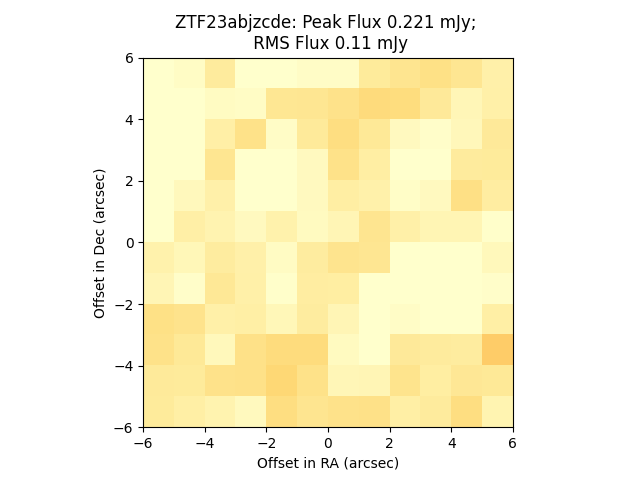 ZTF23abjzcde: Peak Flux 0.221 mJy;
RMS Flux 0.11 mJy
6
4
2
0
−2
−4
−6
Offset in Dec (arcsec)
−6 −4 −2 0 2 4 6
Offset in RA (arcsec)